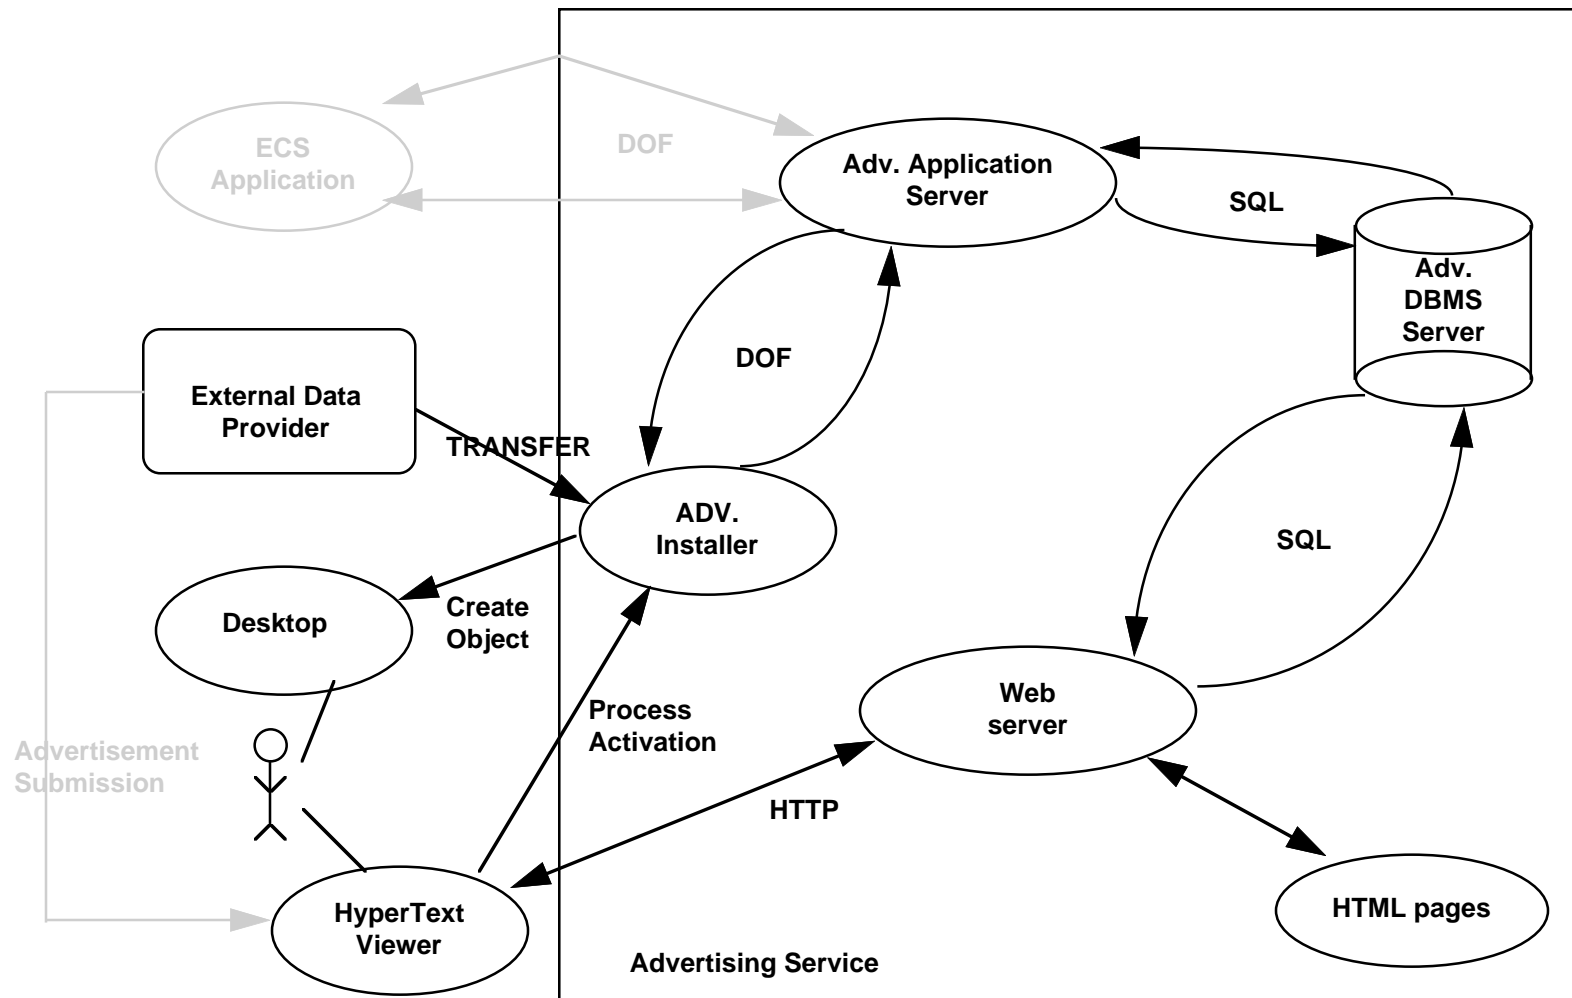 ECS
Application
DOF
Adv. Application
Server
SQL
Adv.
DBMS
Server
External Data
Provider
DOF
TRANSFER
ADV.
Installer
SQL
Desktop
Create
Object
Web
server
Process
Activation
Advertisement
Submission
HTTP
HyperText
Viewer
HTML pages
Advertising Service